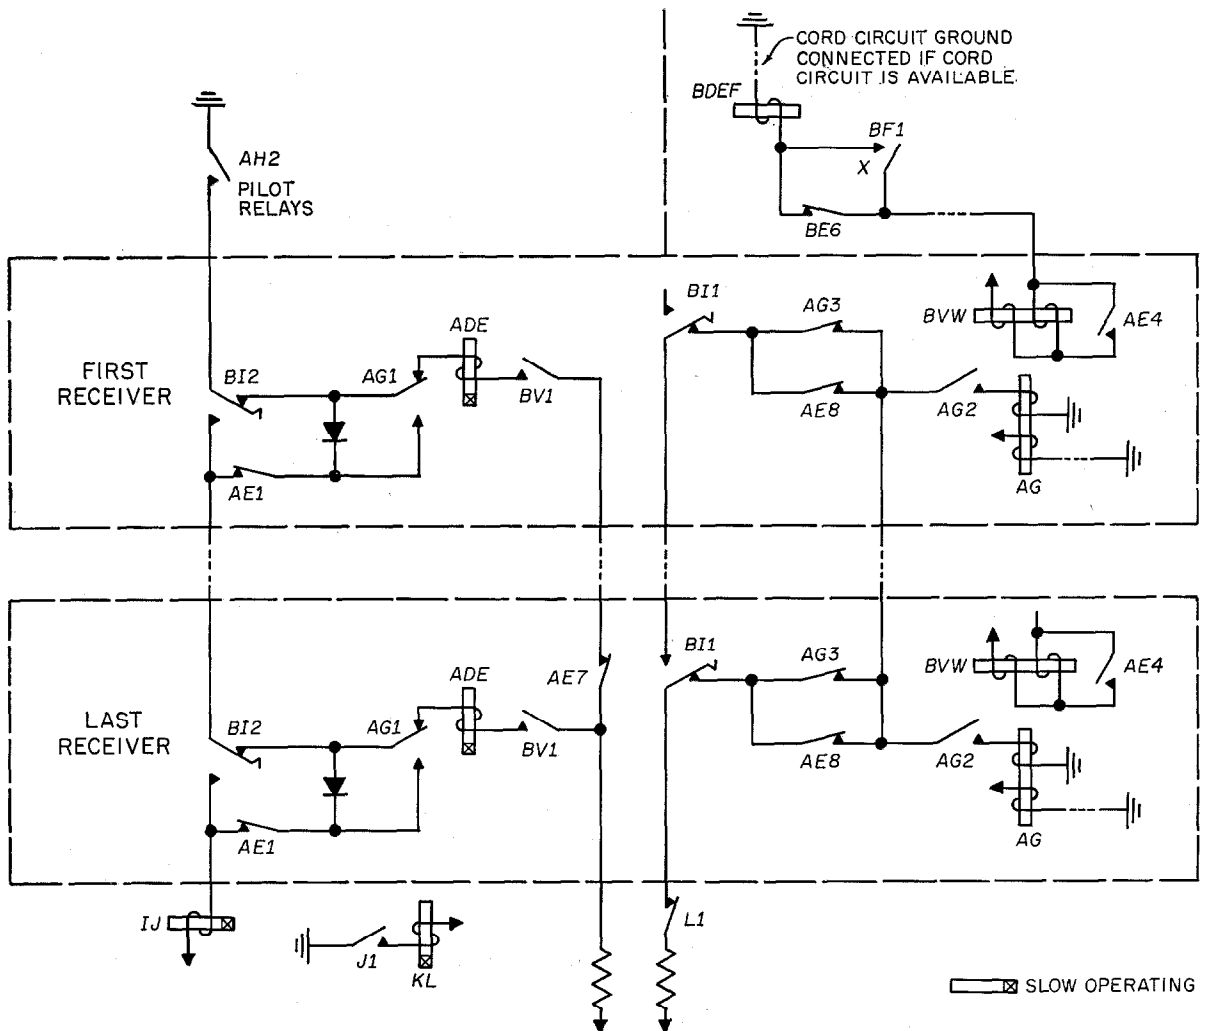 CORD CIRCUIT GROUND
CONNECTED IF CORD
CIRCUIT IS AVAILABLE
BDEF
BF1
X
BE6
AH2
PILOT
RELAYS
FIRST
RECEIVER
BI2
AG1
ADE
BV1
AE1
BI1
AG3
AE8
AG2
BVW
AE4
AG
LAST
RECEIVER
BI2
AG1
ADE
BV1
AE7
AE1
BI1
AG3
AE8
AG2
BVW
AE4
AG
IJ
J1
KL
L1
SLOW OPERATING